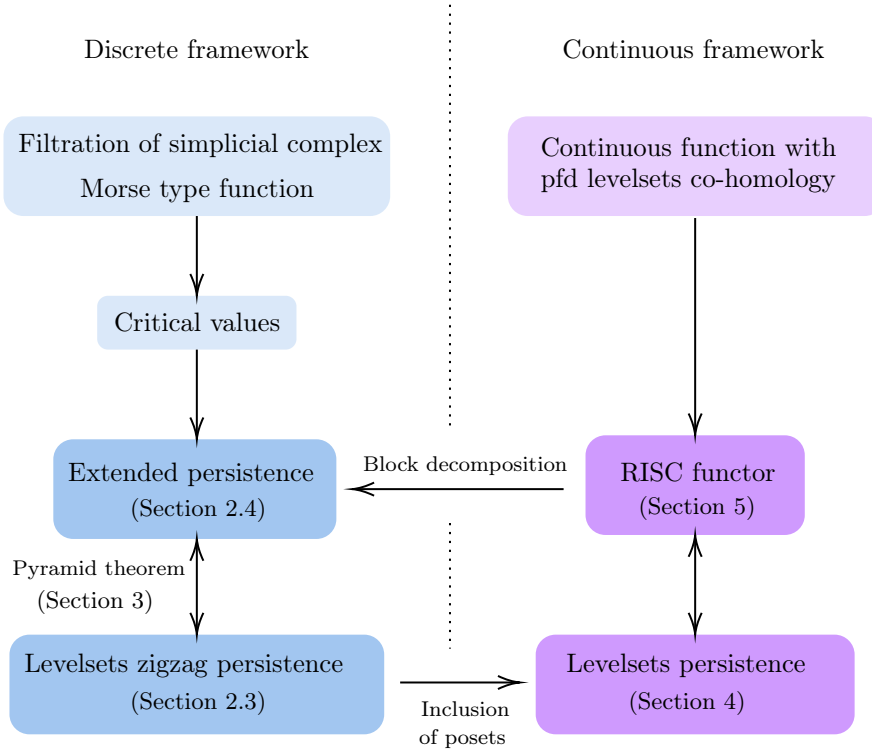 Discrete framework
Continuous framework
Filtration of simplicial complex
Morse type function
Continuous function with
pfd levelsets co-homology
Critical values
Extended persistence
(Section 2.4)
Block decomposition
RISC functor
(Section 5)
Pyramid theorem
(Section 3)
Levelsets zigzag persistence
(Section 2.3)
Levelsets persistence
(Section 4)
Inclusion
of posets